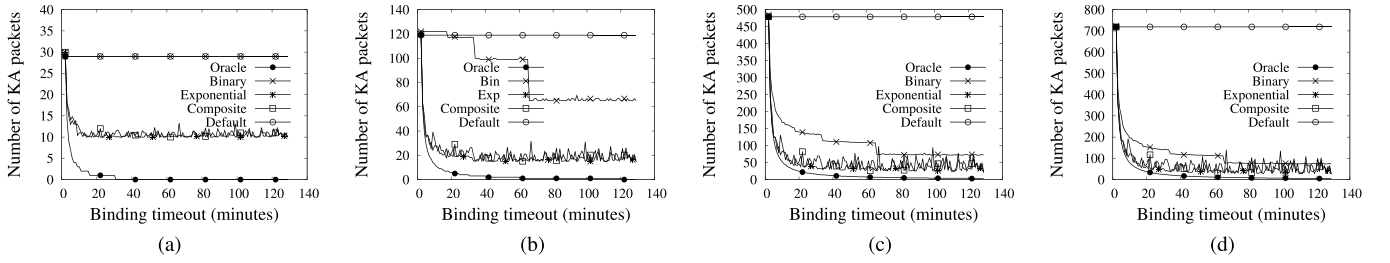 Number of KA packets
40
35
30
25
20
15
10
5
0
Oracle
Binary
Exponential
Composite
Default
0 20 40 60 80 100 120 140
Binding timeout (minutes)
(a)
Number of KA packets
140
120
100
80
60
40
20
0
Oracle
Bin
Exp
Composite
Default
0 20 40 60 80 100 120 140
Binding timeout (minutes)
(b)
Number of KA packets
500
450
400
350
300
250
200
150
100
50
0
Oracle
Binary
Exponential
Composite
Default
0 20 40 60 80 100 120 140
Binding timeout (minutes)
(c)
Number of KA packets
800
700
600
500
400
300
200
100
0
Oracle
Binary
Exponential
Composite
Default
0 20 40 60 80 100 120 140
Binding timeout (minutes)
(d)